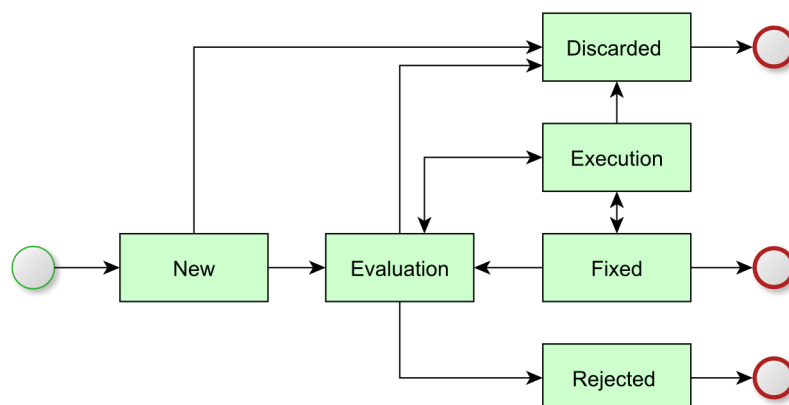 Discarded
Execution
New
Evaluation
Fixed
Rejected